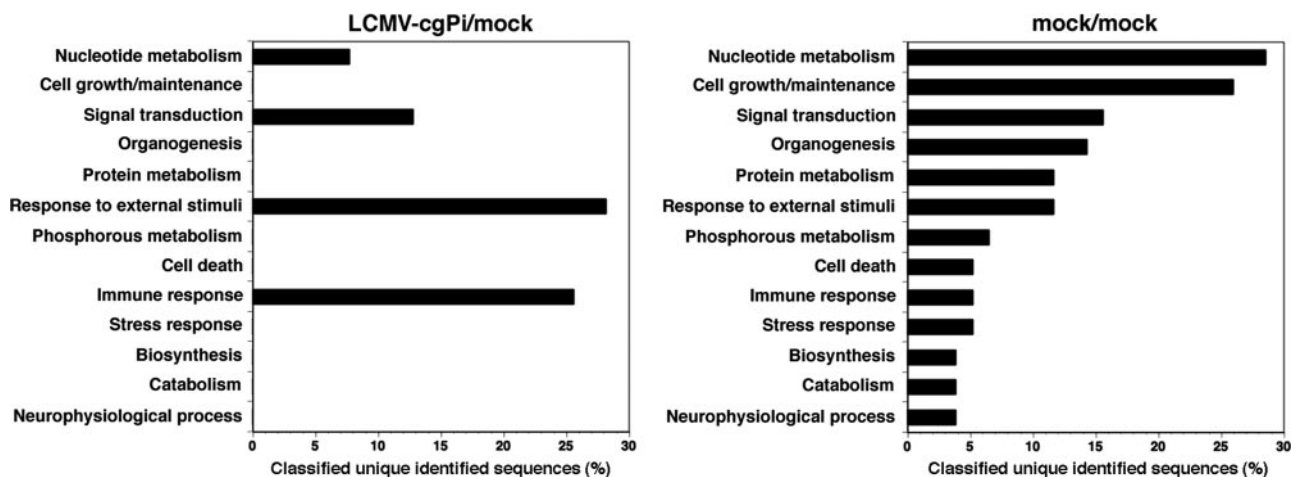 LCMV-cgPi/mock
Nucleotide metabolism
Cell growth/maintenance
Signal transduction
Organogenesis
Protein metabolism
Response to external stimuli
Phosphorous metabolism
Cell death
Immune response
Stress response
Biosynthesis
Catabolism
Neurophysiological process
0 5 10 15 20 25 30
Classified unique identified sequences (%)
mock/mock
Nucleotide metabolism
Cell growth/maintenance
Signal transduction
Organogenesis
Protein metabolism
Response to external stimuli
Phosphorous metabolism
Cell death
Immune response
Stress response
Biosynthesis
Catabolism
Neurophysiological process
0 5 10 15 20 25 30
Classified unique identified sequences (%)